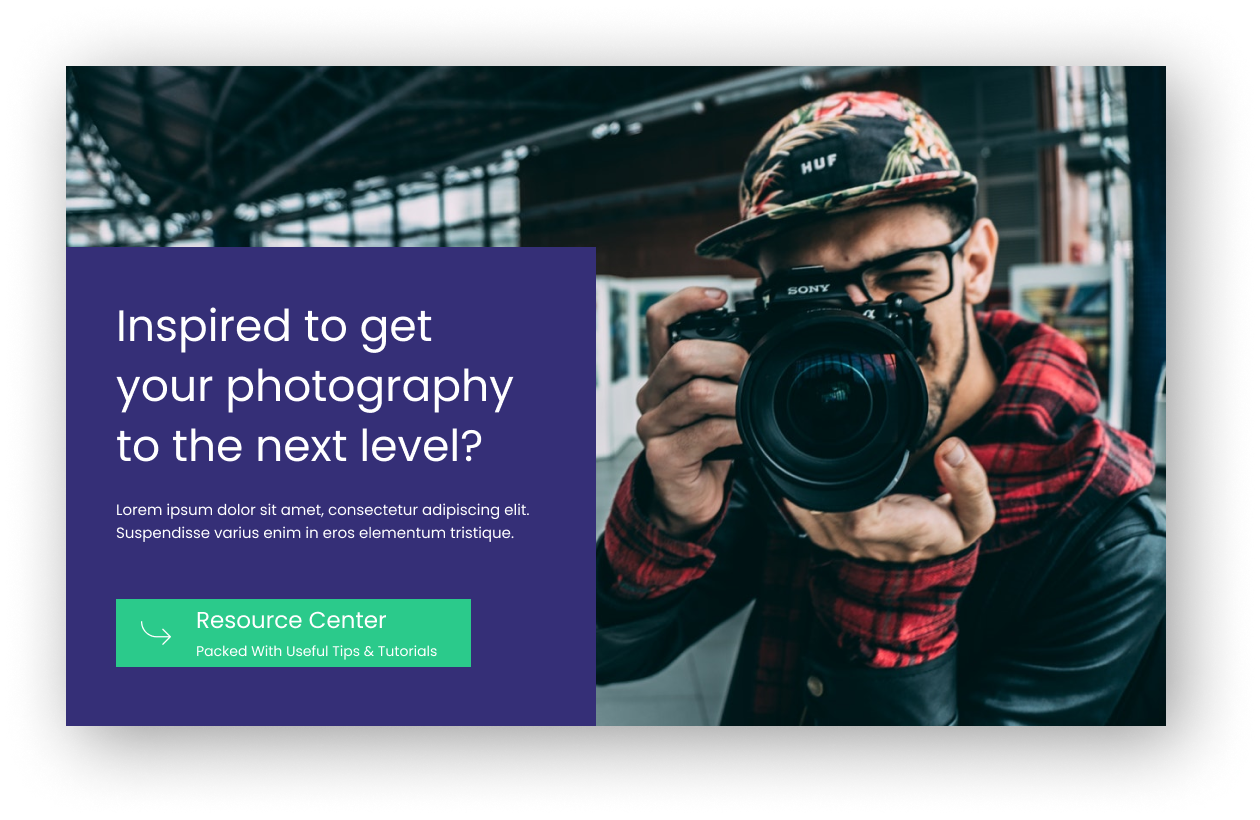 HUF
SONY
α
Inspired to get
your photography
to the next level?
Lorem ipsum dolor sit amet, consectetur adipiscing elit.
Suspendisse varius enim in eros elementum tristique.
Resource Center
Packed With Useful Tips & Tutorials